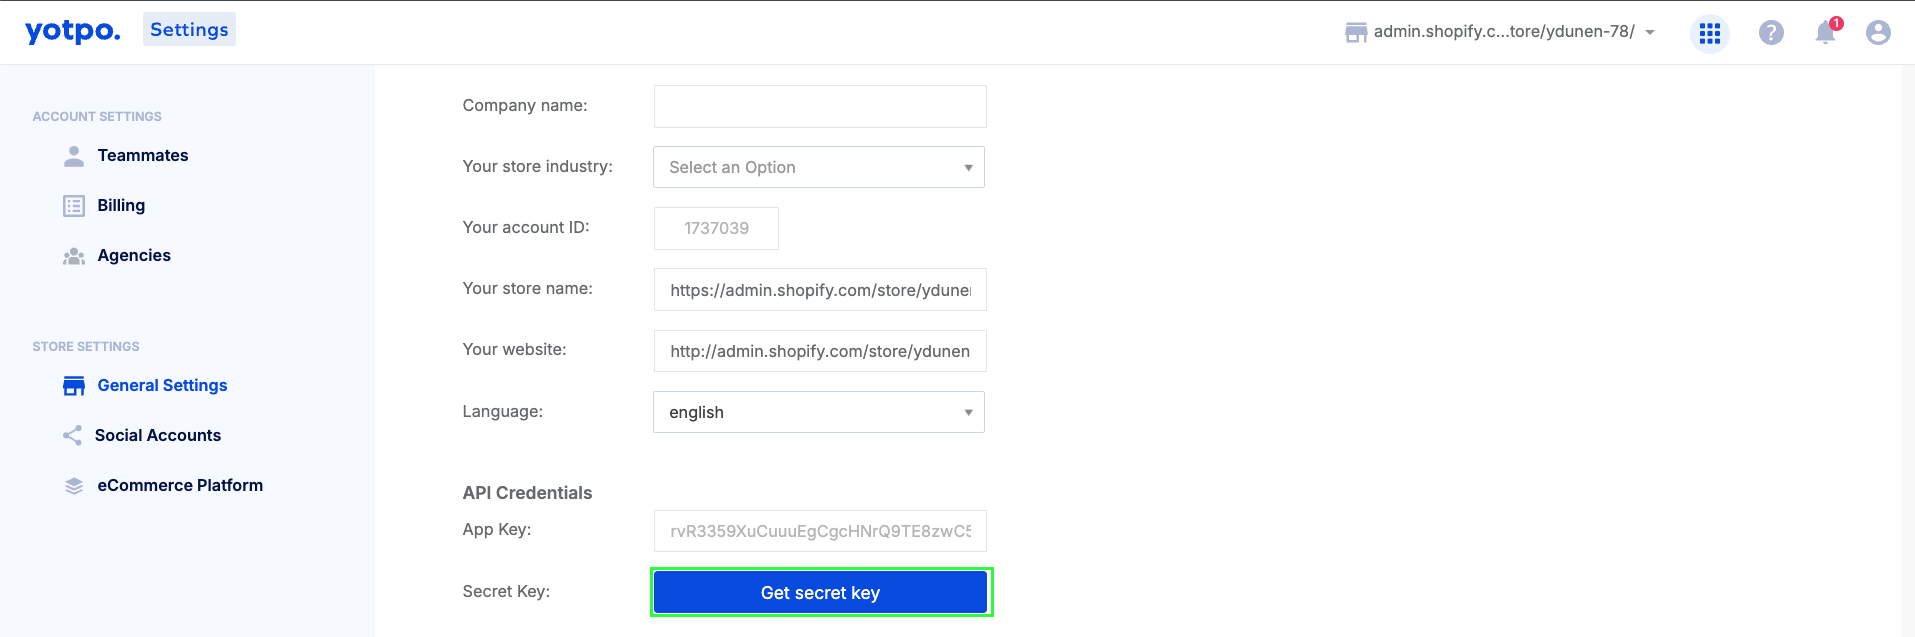 yotpo. Settings
admin.shopify.c...tore/ydunen-78/
?
1
ACCOUNT SETTINGS
Teammates
Billing
Agencies
STORE SETTINGS
General Settings
Social Accounts
eCommerce Platform
Company name:
Your store industry: Select an Option
Your account ID: 1737039
Your store name: https://admin.shopify.com/store/ydunen
Your website: http://admin.shopify.com/store/ydunen
Language: english
API Credentials
App Key: rvR3359XuCuuuEgCgcHNrQ9TE8zwC5
Secret Key: Get secret key